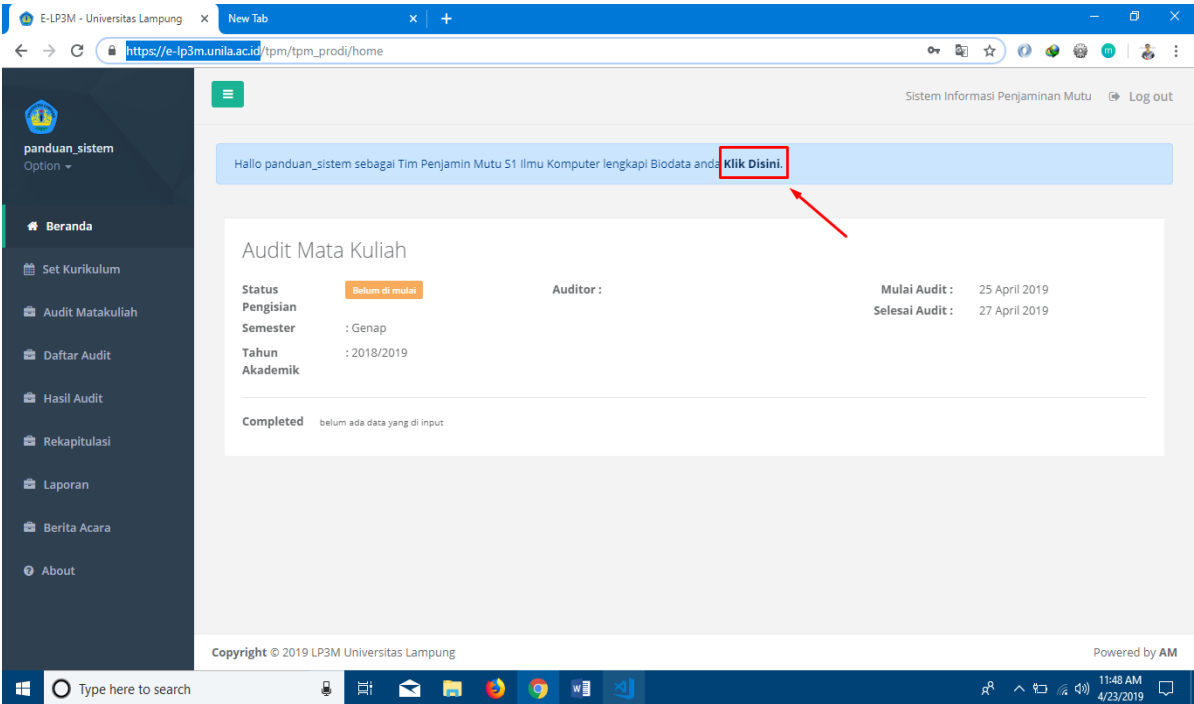 E-LP3M - Universitas Lampung
New Tab
https://e-lp3m.unila.ac.id/tpm/tpm_prodi/home
panduan_sistem
Option
Beranda
Set Kurikulum
Audit Matakuliah
Daftar Audit
Hasil Audit
Rekapitulasi
Laporan
Berita Acara
About
Sistem Informasi Penjaminan Mutu Log out
Hallo panduan_sistem sebagai Tim Penjamin Mutu S1 Ilmu Komputer lengkapi Biodata anda Klik Disini.
Audit Mata Kuliah
Status Pengisian Belum di mulai
Semester : Genap
Tahun Akademik : 2018/2019
Auditor :
Mulai Audit : 25 April 2019
Selesai Audit : 27 April 2019
Completed belum ada data yang di input
Copyright © 2019 LP3M Universitas Lampung
Powered by AM
Type here to search
11:48 AM
4/23/2019